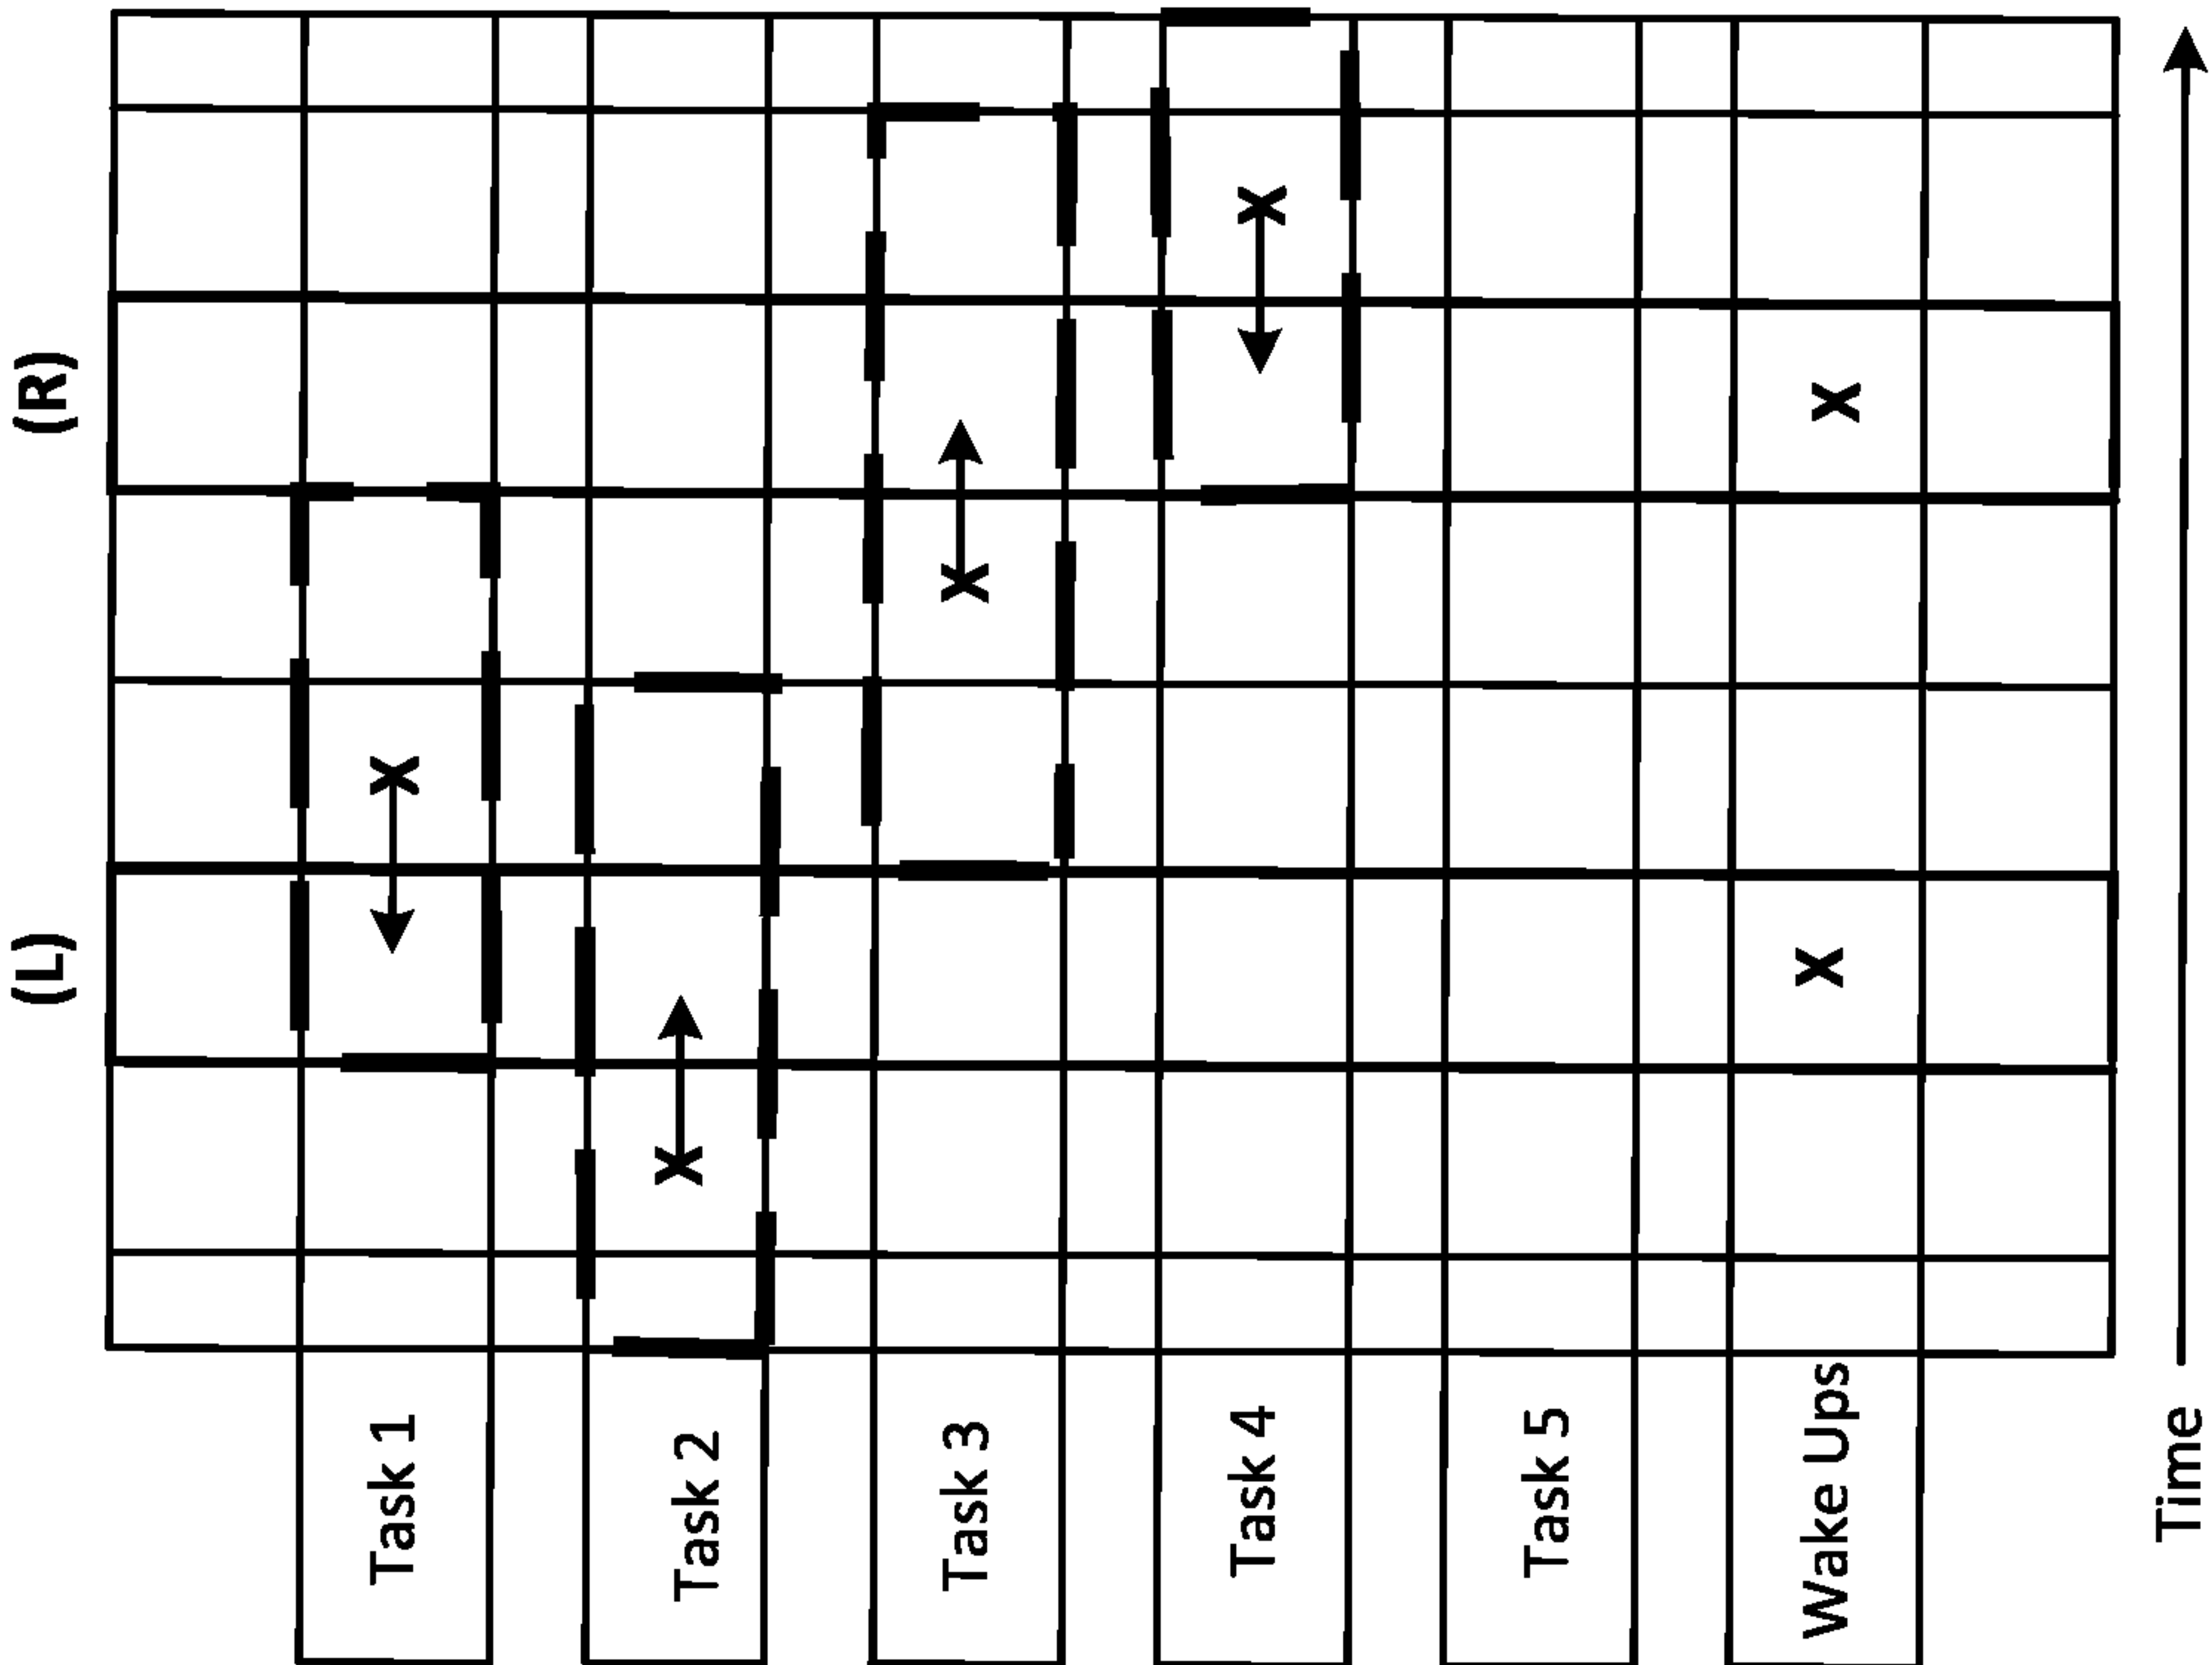 (L)
(R)
Task 1
X
Task 2
X
Task 3
X
Task 4
X
Task 5
Wake Ups
X
X
Time